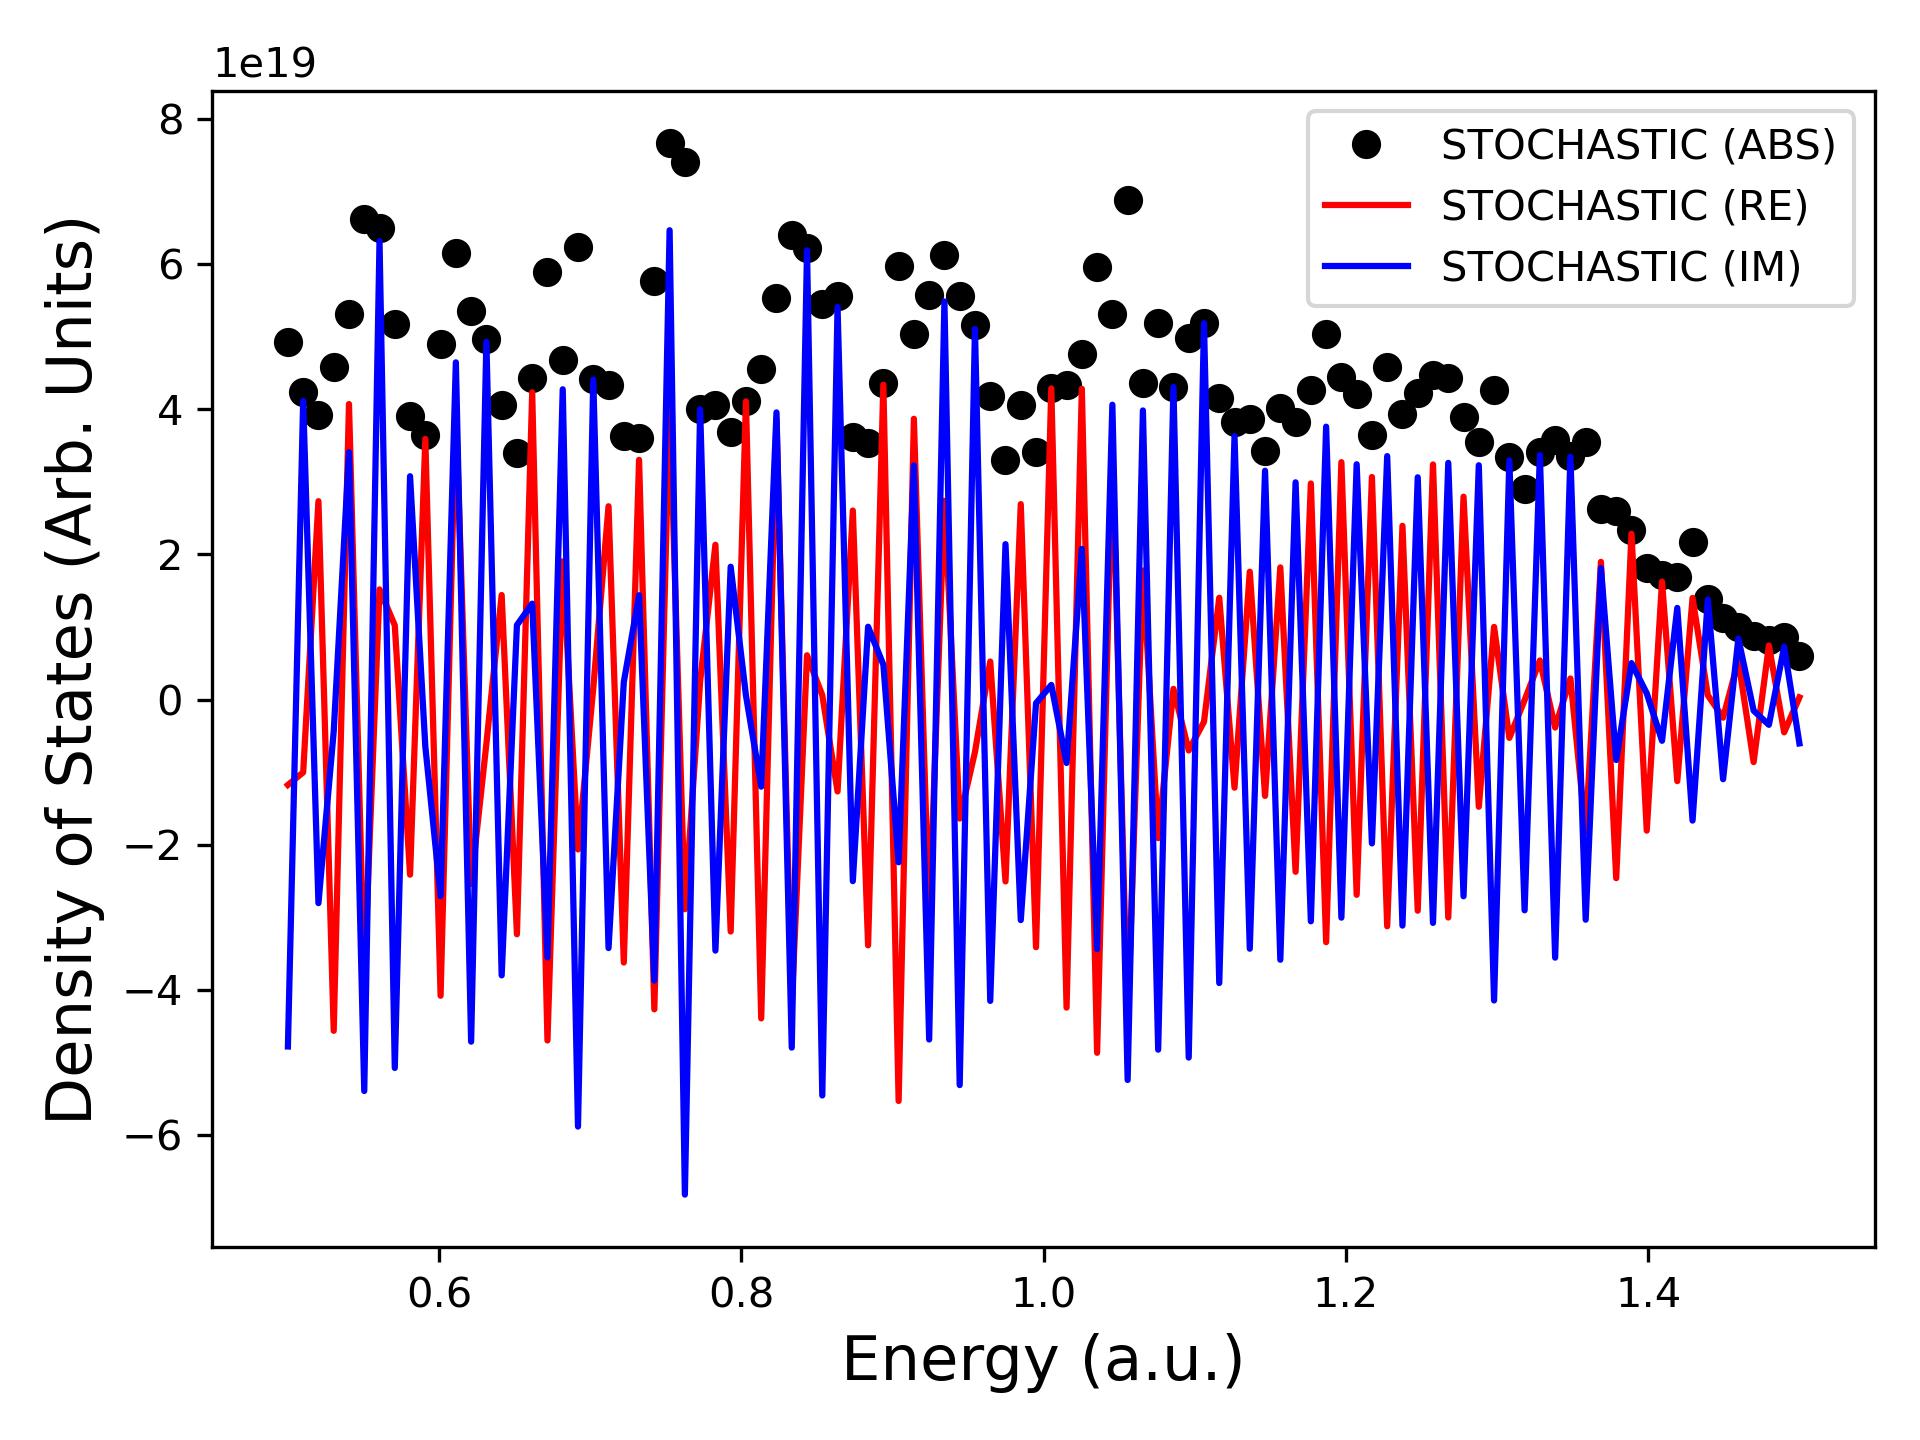 1e19
8
6
4
2
0
−2
−4
−6
0.6 0.8 1.0 1.2 1.4
Density of States (Arb. Units)
Energy (a.u.)
STOCHASTIC (ABS)
STOCHASTIC (RE)
STOCHASTIC (IM)